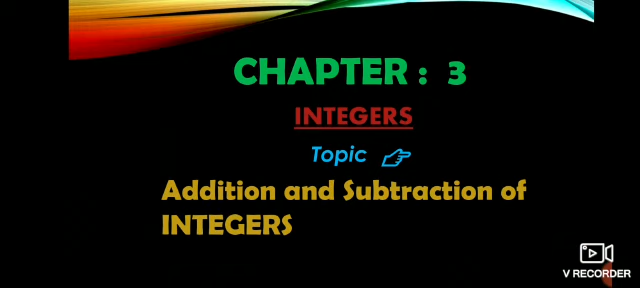 CHAPTER : 3
INTEGERS
Topic
Addition and Subtraction of
INTEGERS
V RECORDER